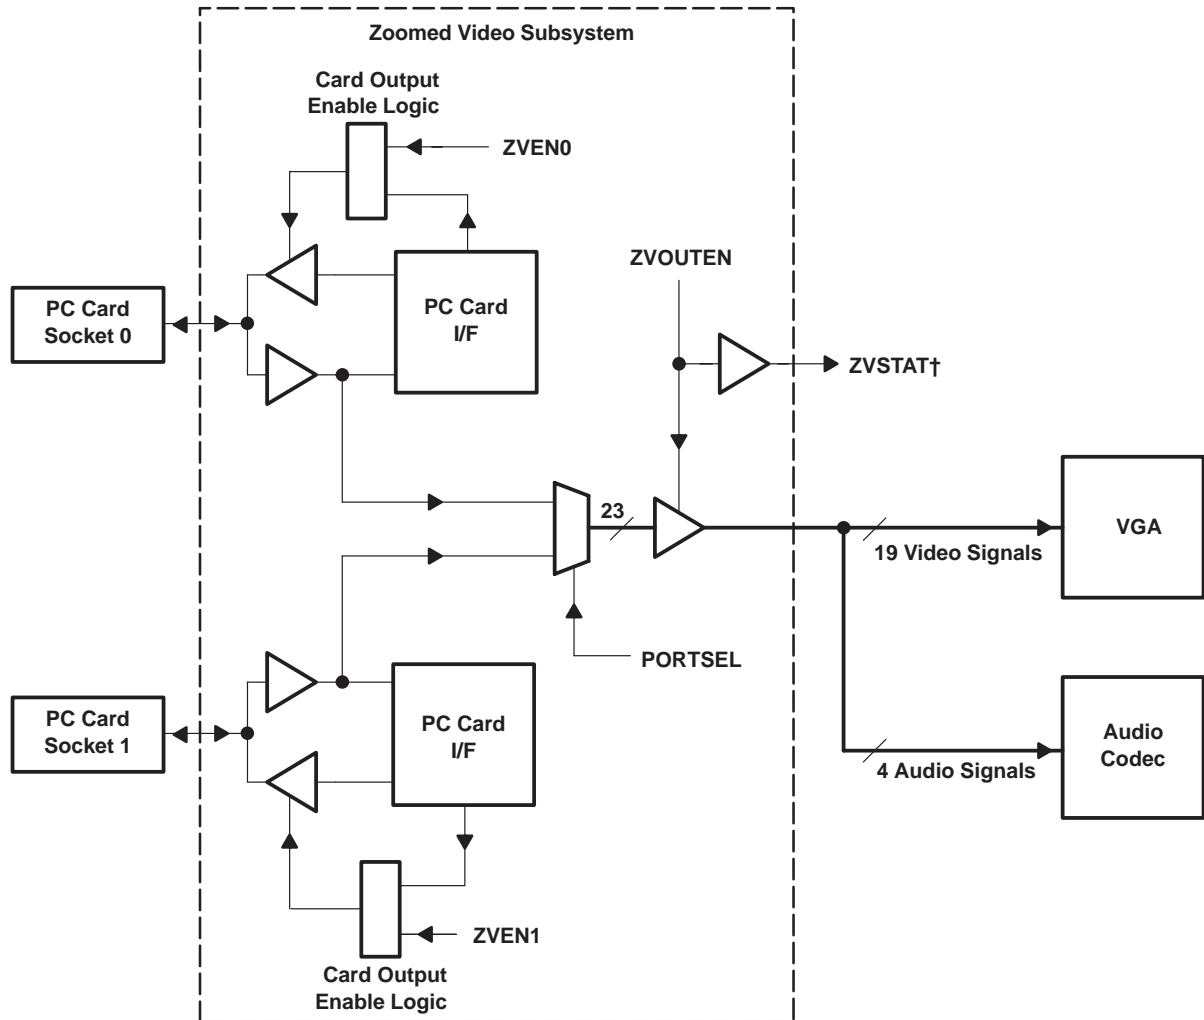 Zoomed Video Subsystem
Card Output
Enable Logic
ZVEN0
ZVOUTEN
PC Card
Socket 0
PC Card
I/F
ZVSTAT†
23
19 Video Signals
VGA
PORTSEL
PC Card
Socket 1
PC Card
I/F
4 Audio Signals
Audio
Codec
ZVEN1
Card Output
Enable Logic